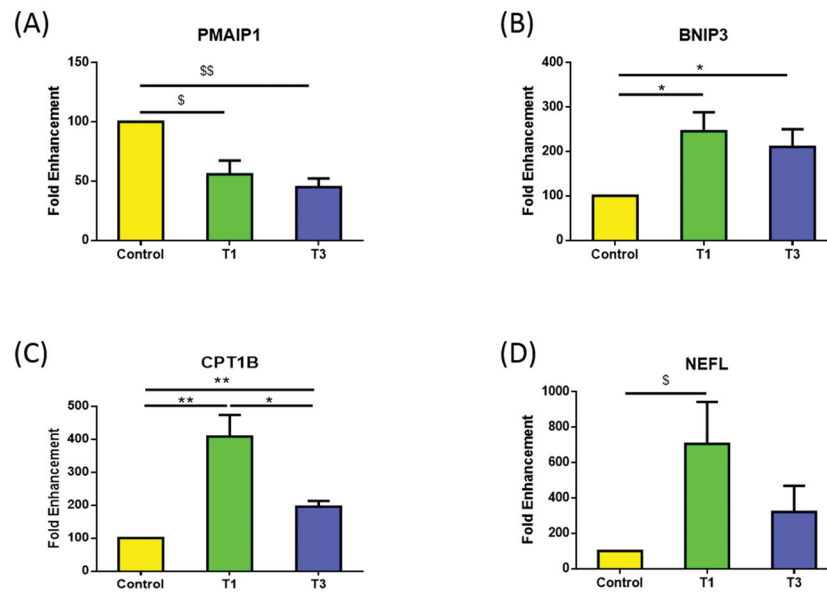 (A)
PMAIP1
Fold Enhancement
150
100
50
0
$$
$
Control T1 T3
(B)
BNIP3
Fold Enhancement
400
300
200
100
0
*
*
Control T1 T3
(C)
CPT1B
Fold Enhancement
500
400
300
200
100
0
**
** *
Control T1 T3
(D)
NEFL
Fold Enhancement
1000
800
600
400
200
0
$
Control T1 T3